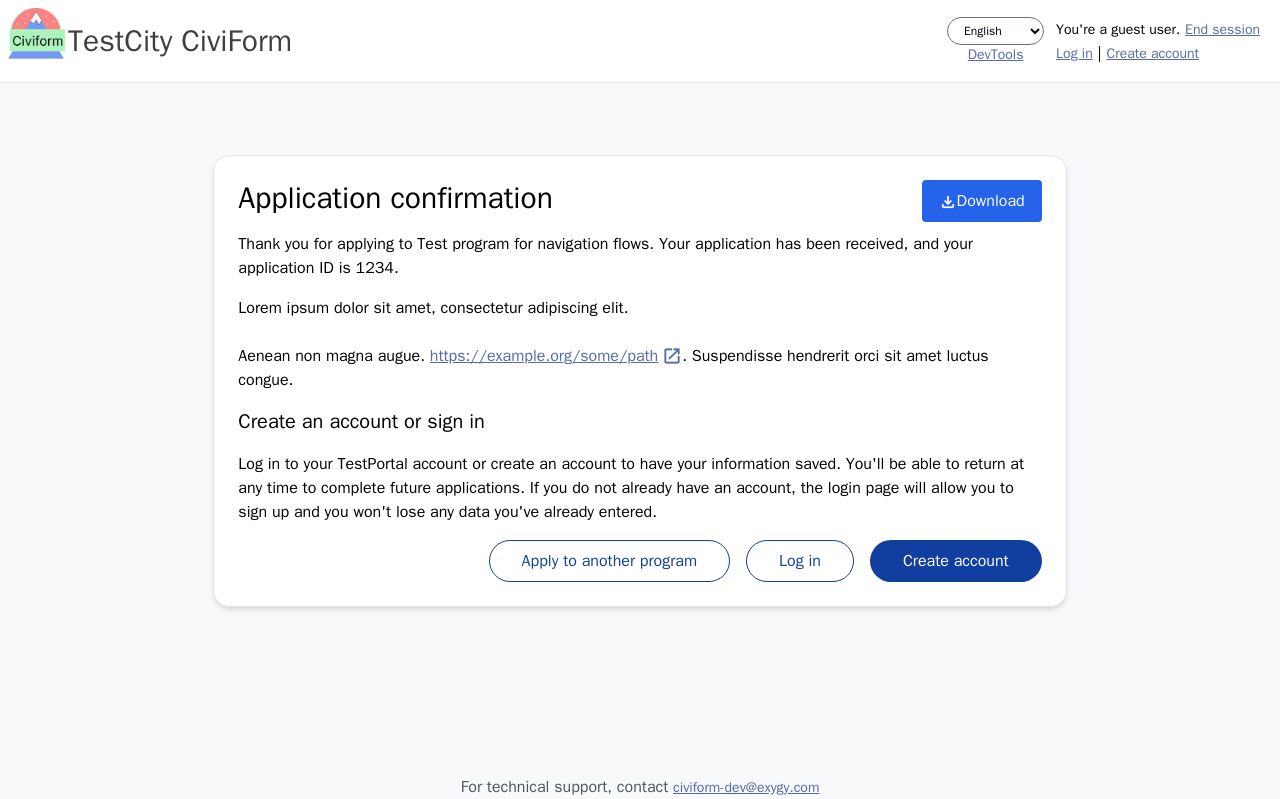 Civiform
TestCity CiviForm
English
You're a guest user. End session
DevTools
Log in | Create account
Application confirmation
Download
Thank you for applying to Test program for navigation flows. Your application has been received, and your
application ID is 1234.
Lorem ipsum dolor sit amet, consectetur adipiscing elit.
Aenean non magna augue. https://example.org/some/path . Suspendisse hendrerit orci sit amet luctus
congue.
Create an account or sign in
Log in to your TestPortal account or create an account to have your information saved. You'll be able to return at
any time to complete future applications. If you do not already have an account, the login page will allow you to
sign up and you won't lose any data you've already entered.
Apply to another program
Log in
Create account
For technical support, contact civiform-dev@exygy.com